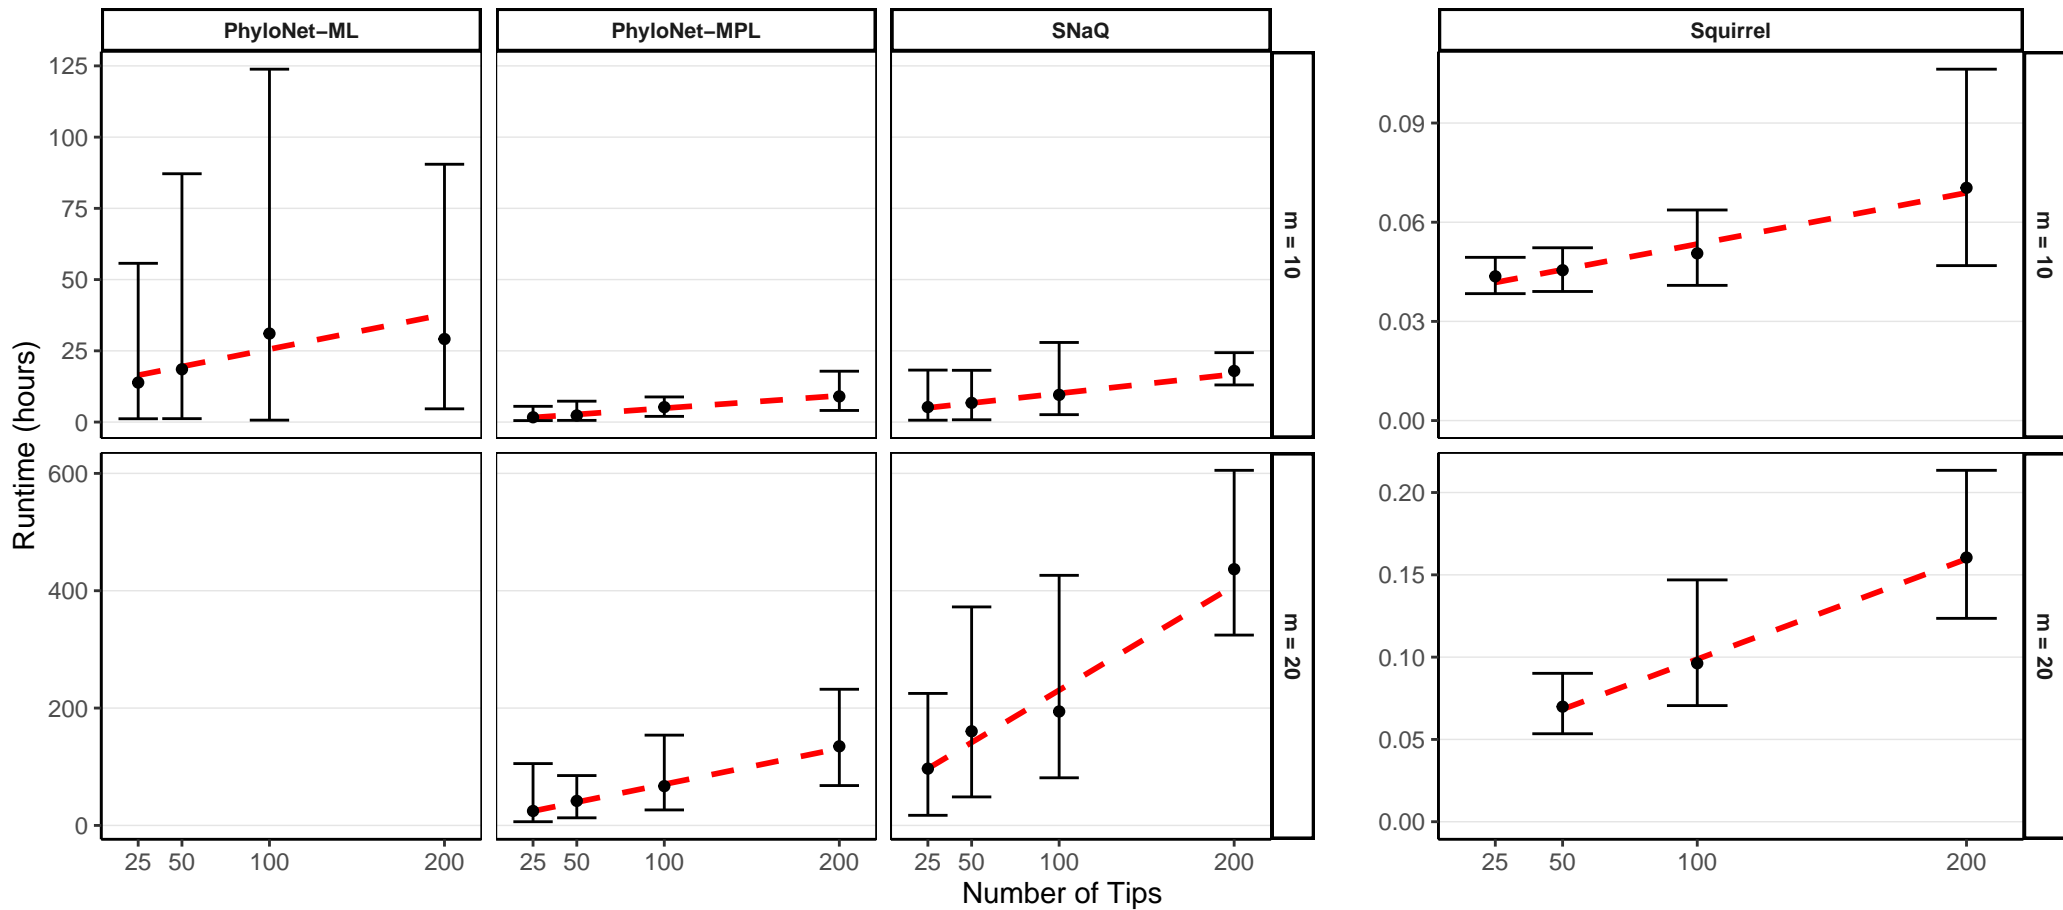 PhyloNet−ML PhyloNet−MPL SNaQ Squirrel
125
100
75
50
25
0
m = 10
0.09
0.06
0.03
0.00
m = 10
Runtime (hours)
600
400
200
0
m = 20
0.20
0.15
0.10
0.05
0.00
m = 20
25 50 100 200 25 50 100 200 25 50 100 200 25 50 100 200
Number of Tips